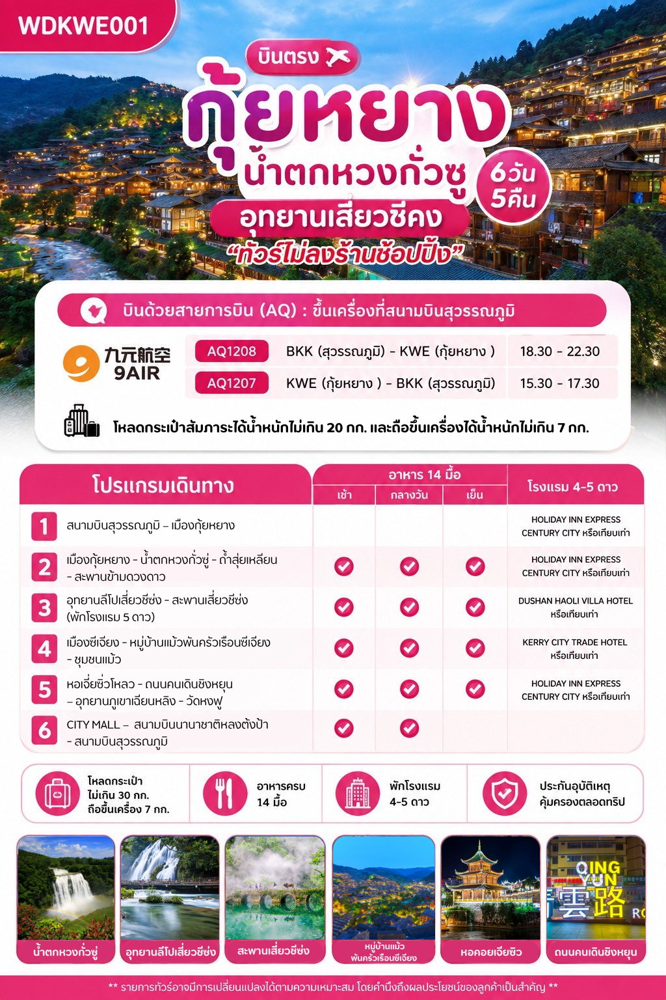 WDKWE001
บินตรง
กุ้ยหยาง
น้ำตกหวงกั่วซู
6วัน
5คืน
อุทยานเสี่ยวชีคง
“ทัวร์ไม่ลงร้านช้อปปิ้ง”
บินด้วยสายการบิน (AQ) : ขึ้นเครื่องที่สนามบินสุวรรณภูมิ
九元航空
9AIR
AQ1208 BKK (สุวรรณภูมิ) - KWE (กุ้ยหยาง ) 18.30 - 22.30
AQ1207 KWE (กุ้ยหยาง ) - BKK (สุวรรณภูมิ) 15.30 - 17.30
โหลดกระเป๋าสัมภาระได้น้ำหนักไม่เกิน 20 กก. และถือขึ้นเครื่องได้น้ำหนักไม่เกิน 7 กก.
โปรแกรมเดินทาง
อาหาร 14 มื้อ
เช้า กลางวัน เย็น
โรงแรม 4-5 ดาว
1 สนามบินสุวรรณภูมิ – เมืองกุ้ยหยาง
HOLIDAY INN EXPRESS
CENTURY CITY หรือเทียบเท่า
2 เมืองกุ้ยหยาง - น้ำตกหวงกั่วซู่ - ถ้ำสุ่ยเหลียน
- สะพานข้ามดวงดาว
HOLIDAY INN EXPRESS
CENTURY CITY หรือเทียบเท่า
3 อุทยานลีโปเสี่ยวชีซ่ง - สะพานเสี่ยวชีซ่ง
(พักโรงแรม 5 ดาว)
DUSHAN HAOLI VILLA HOTEL
หรือเทียบเท่า
4 เมืองซีเจียง - หมู่บ้านแม้วพันครัวเรือนซีเจียง
- ชุมชนแม้ว
KERRY CITY TRADE HOTEL
หรือเทียบเท่า
5 หอเจี่ยซิ่วโหลว - ถนนคนเดินชิงหยุน
– อุทยานภูเขาเฉียนหลิง - วัดหงฟู
HOLIDAY INN EXPRESS
CENTURY CITY หรือเทียบเท่า
6 CITY MALL – สนามบินนานาชาติหลงต้งป้า
- สนามบินสุวรรณภูมิ
โหลดกระเป๋า
ไม่เกิน 30 กก.
ถือขึ้นเครื่อง 7 กก.
อาหารครบ
14 มื้อ
พักโรงแรม
4-5 ดาว
ประกันอุบัติเหตุ
คุ้มครองตลอดทริป
QING
YUN
雲路
น้ำตกหวงกั่วซู่
อุทยานลีโปเสี่ยวชีซ่ง
สะพานเสี่ยวชีซ่ง
หมู่บ้านแม้ว
พันครัวเรือนซีเจียง
หอคอยเจียซิว
ถนนคนเดินชิงหยุน
** รายการทัวร์อาจมีการเปลี่ยนแปลงได้ตามความเหมาะสม โดยคำนึงถึงผลประโยชน์ของลูกค้าเป็นสำคัญ **